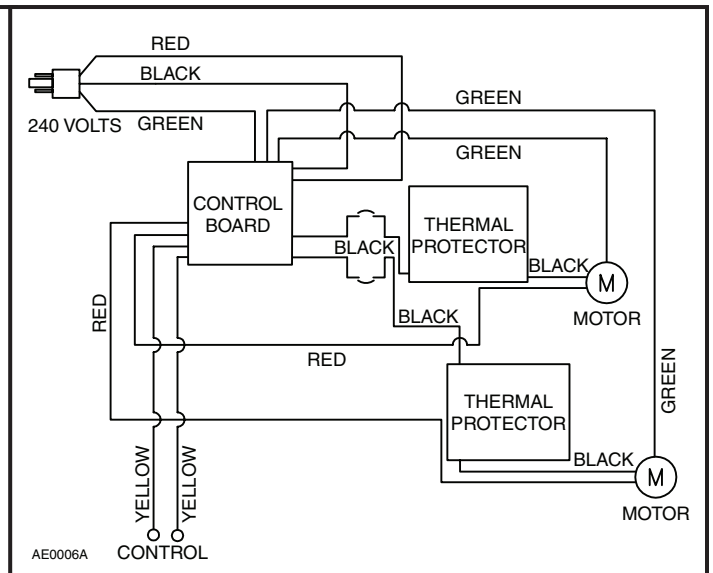 RED
BLACK
GREEN
240 VOLTS
GREEN
GREEN
CONTROL
BOARD
THERMAL
PROTECTOR
BLACK
BLACK
M
MOTOR
RED
BLACK
RED
GREEN
THERMAL
PROTECTOR
BLACK
M
MOTOR
YELLOW
YELLOW
AE0006A
CONTROL